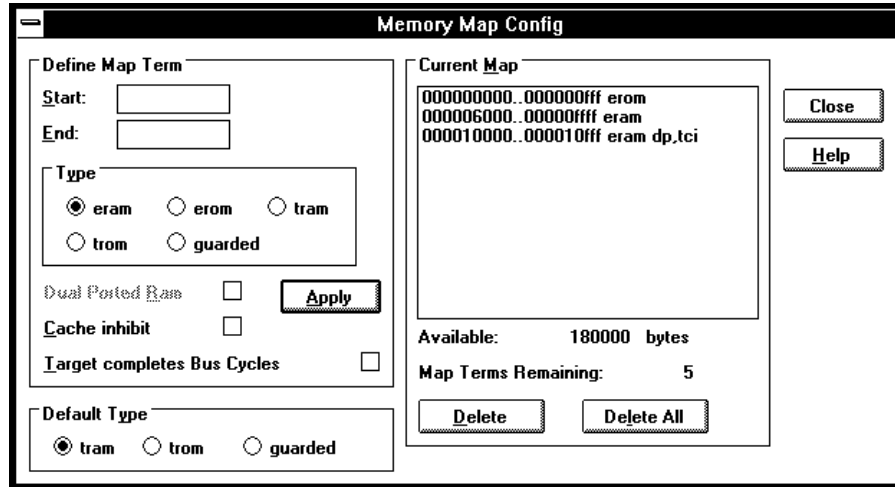 Memory Map Config
Define Map Term
Start:
End:
Type
eram erom tram
trom guarded
Dual Ported Ram
Apply
Cache inhibit
Target completes Bus Cycles
Default Type
tram trom guarded
Current Map
000000000..000000fff erom
000006000..00000ffff eram
000010000..000010fff eram dp,tci
Available: 180000 bytes
Map Terms Remaining: 5
Delete Delete All
Close
Help